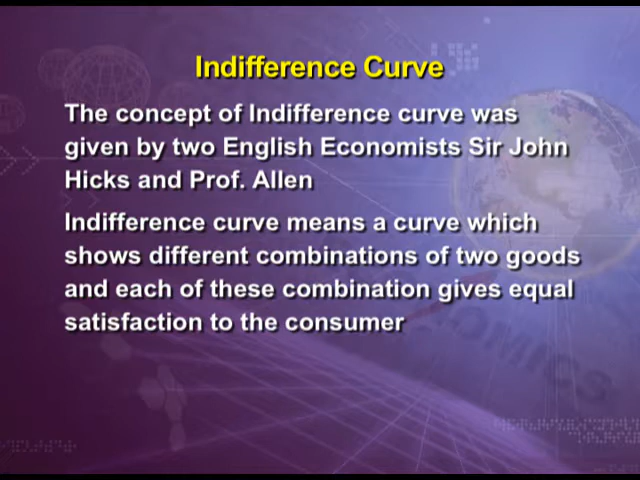 Indifference Curve
The concept of Indifference curve was
given by two English Economists Sir John
Hicks and Prof. Allen
Indifference curve means a curve which
shows different combinations of two goods
and each of these combination gives equal
satisfaction to the consumer